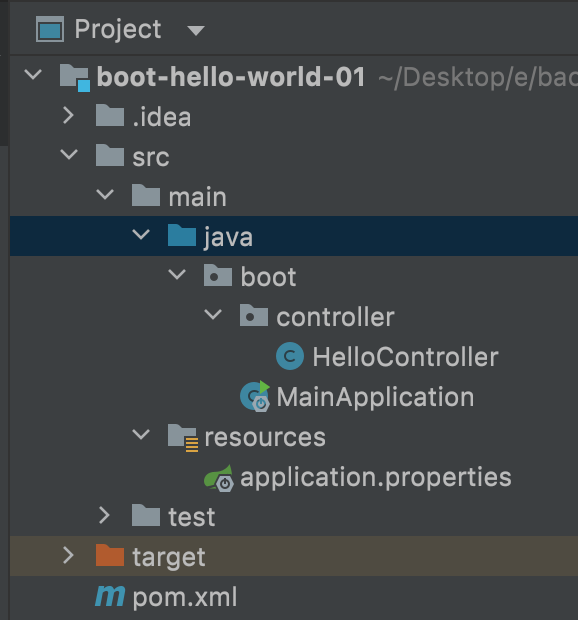 Project
boot-hello-world-01 ~/Desktop/e/bac
.idea
src
main
java
boot
controller
C HelloController
MainApplication
resources
application.properties
test
target
m pom.xml